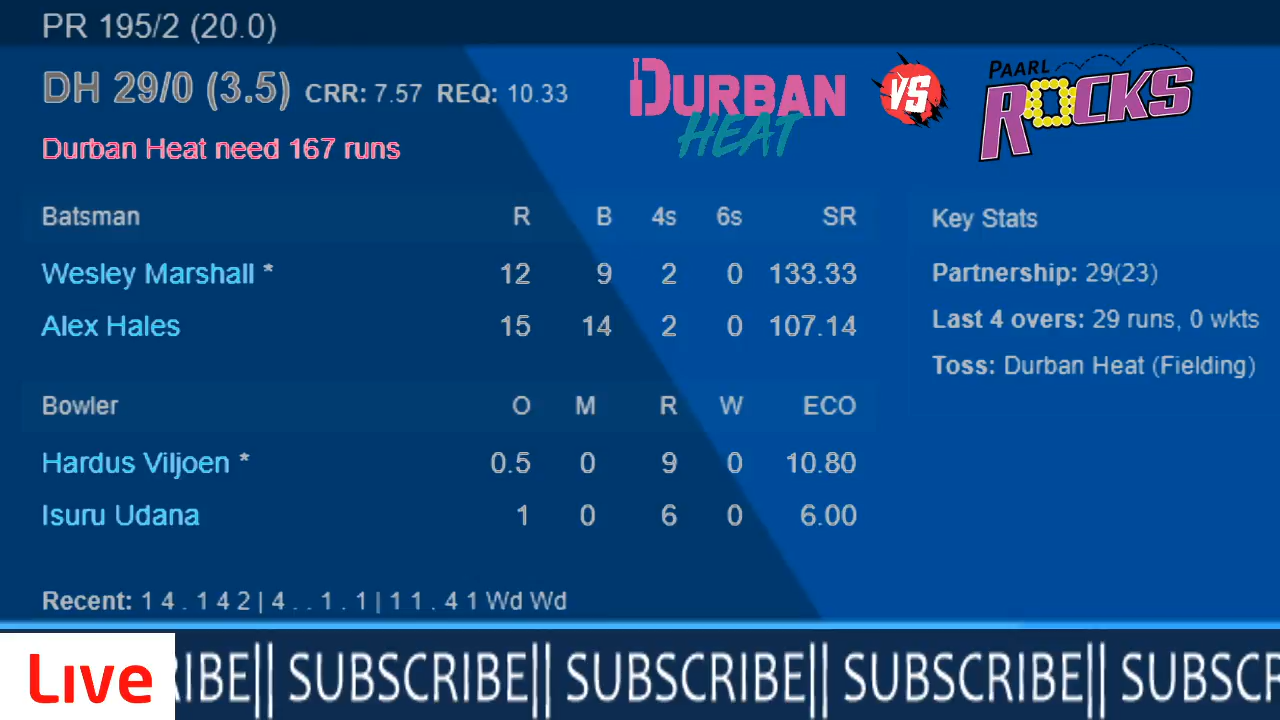 PR 195/2 (20.0)
DH 29/0 (3.5) CRR: 7.57 REQ: 10.33
DURBAN HEAT VS PAARL ROCKS
Durban Heat need 167 runs
Batsman R B 4s 6s SR
Wesley Marshall * 12 9 2 0 133.33
Alex Hales 15 14 2 0 107.14
Key Stats
Partnership: 29(23)
Last 4 overs: 29 runs, 0 wkts
Toss: Durban Heat (Fielding)
Bowler O M R W ECO
Hardus Viljoen * 0.5 0 9 0 10.80
Isuru Udana 1 0 6 0 6.00
Recent: 1 4 . 1 4 2 | 4 . . 1 . 1 | 1 1 . 4 1 Wd Wd
Live RIBE|| SUBSCRIBE|| SUBSCRIBE|| SUBSCRIBE|| SUBSCR